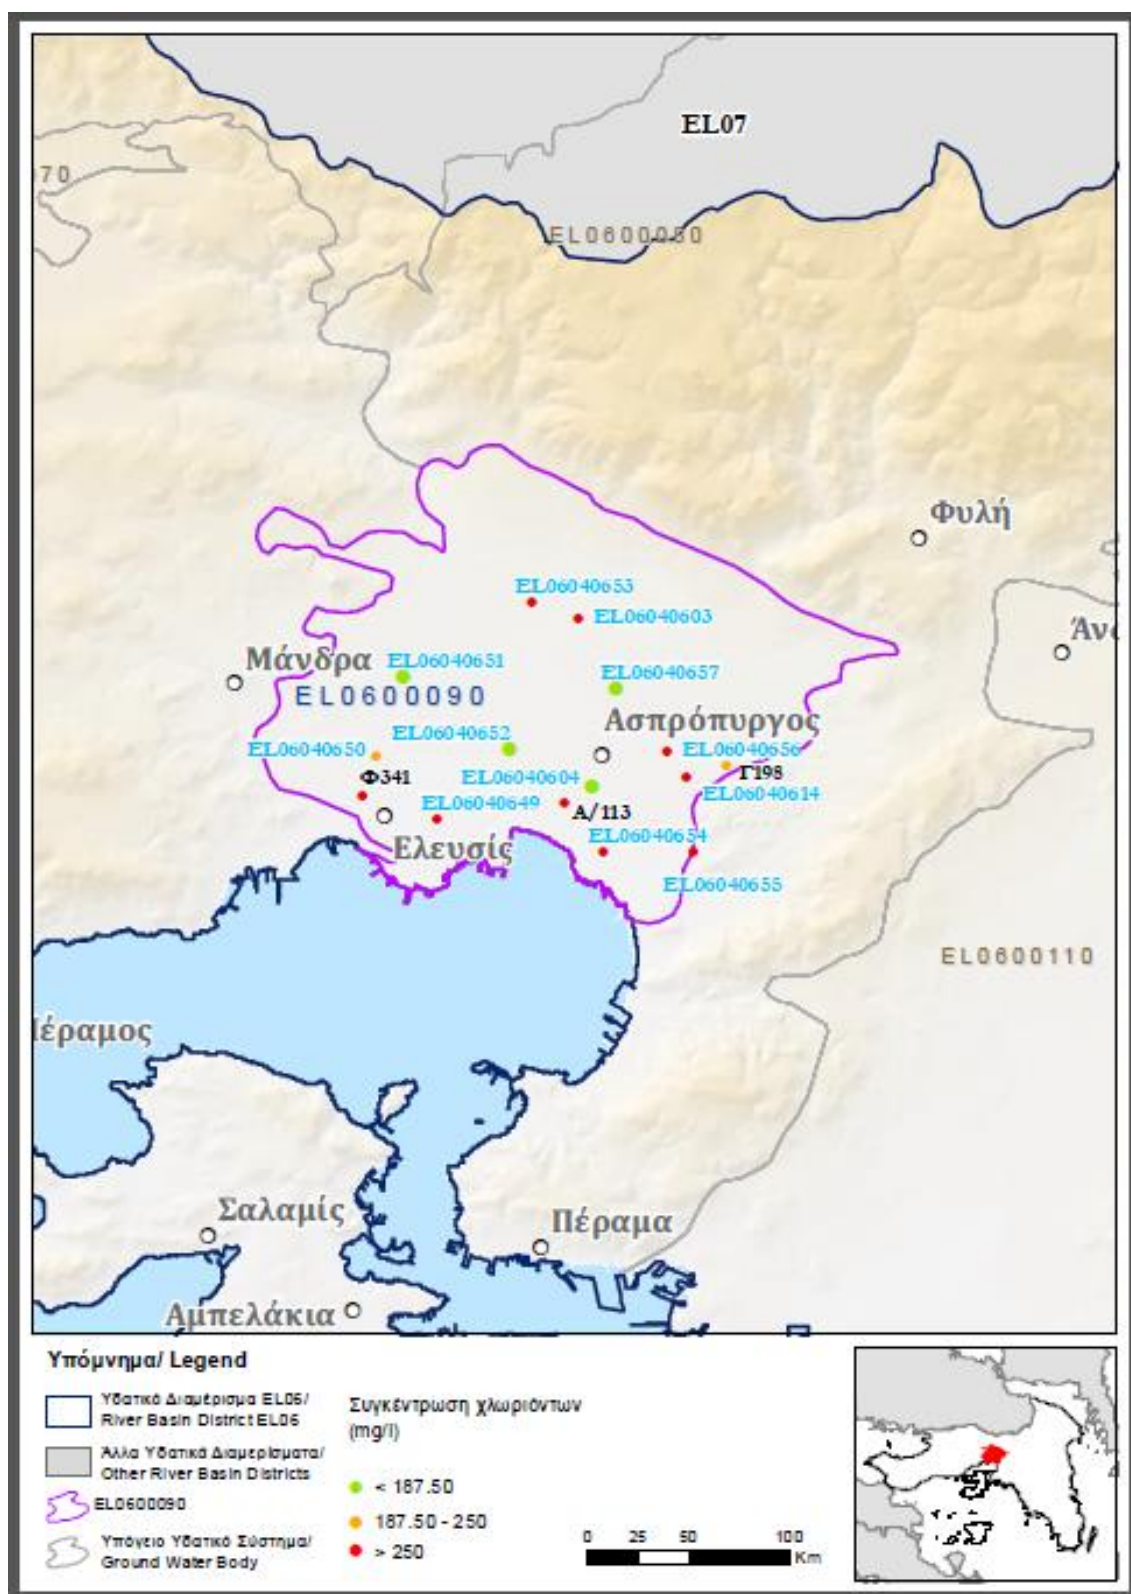 EL07
70
EL0600080
Φυλή
EL06040653
EL06040603
Μάνδρα
EL06040651
EL06040657
EL0600090
Ασπρόπυργος
EL06040652
EL06040650
EL06040656
Φ341
EL06040604
Γ198
EL06040614
EL06040649
Α/113
Ελευσίς
EL06040654
EL06040655
EL0600110
Σαλαμίς
Πέραμα
Αμπελάκια
Υπόμνημα/ Legend
Υδατικό Διαμέρισμα EL06/
River Basin District EL06
Άλλα Υδατικά Διαμερίσματα/
Other River Basin Districts
EL0600090
Υπόγειο Υδατικό Σύστημα/
Ground Water Body
Συγκέντρωση χλωριόντων
(mg/l)
< 187.50
187.50 - 250
> 250
0 25 50 100
Km